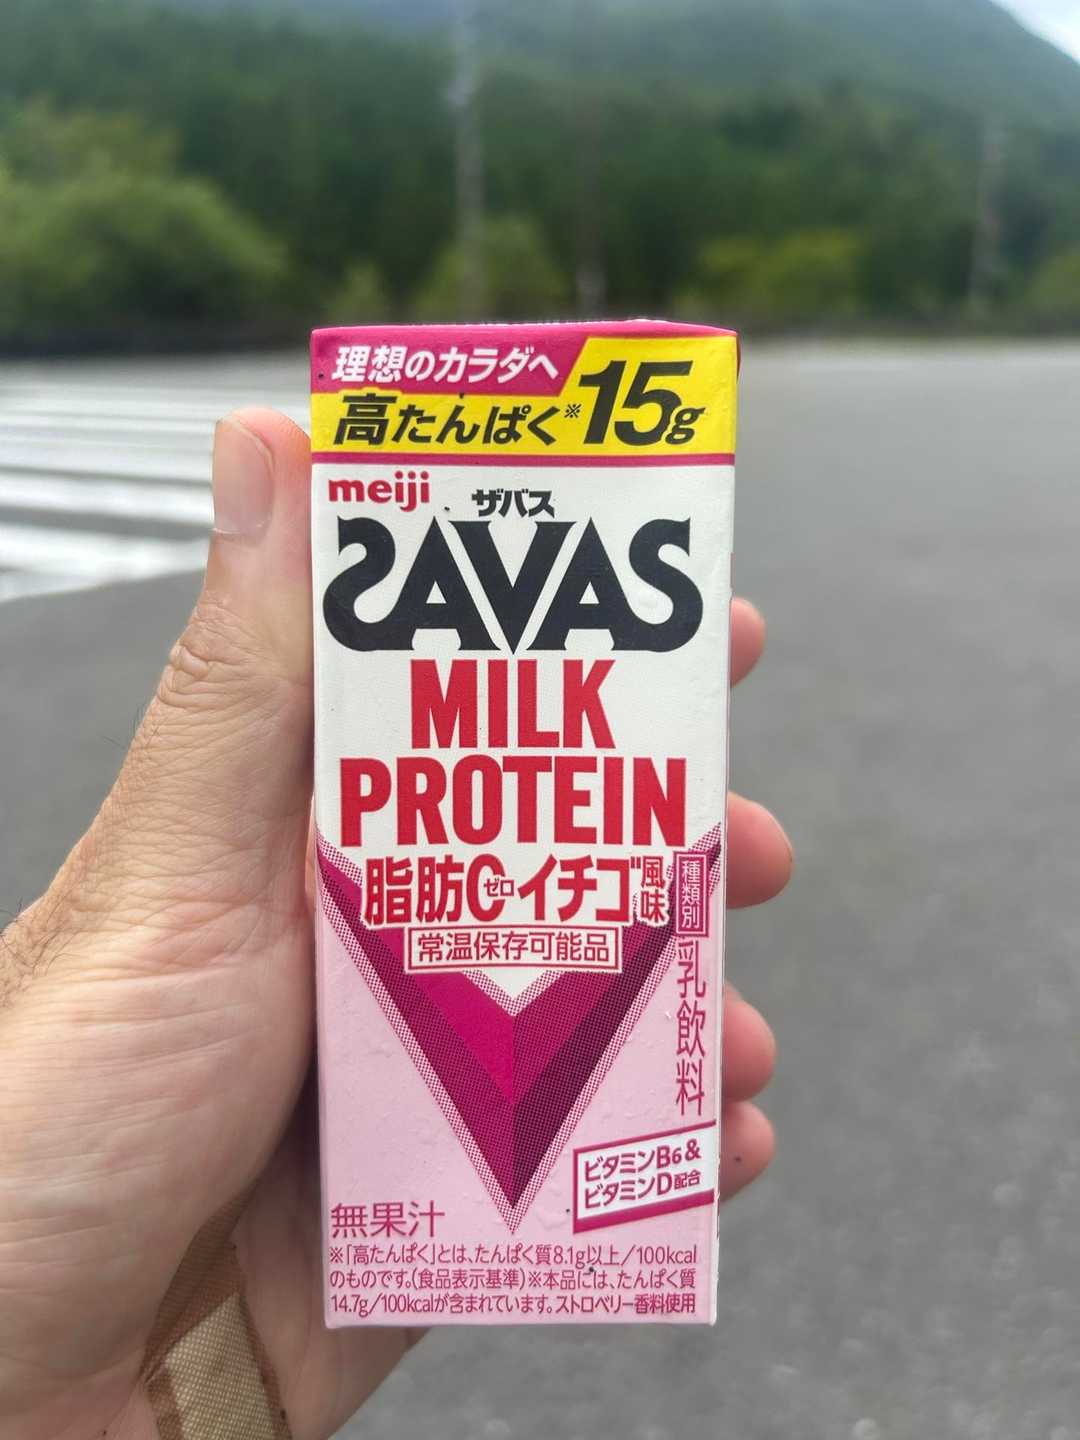 理想のカラダへ
高たんぱく※15g
meiji
ザバス
SAVAS
MILK
PROTEIN
脂肪0ゼロイチゴ風味
常温保存可能品
種類別
乳飲料
ビタミンB6&
ビタミンD配合
無果汁
※「高たんぱく」とは、たんぱく質8.1g以上/100kcal
のものです。(食品表示基準)※本品には、たんぱく質
14.7g/100kcalが含まれています。ストロベリー香料使用